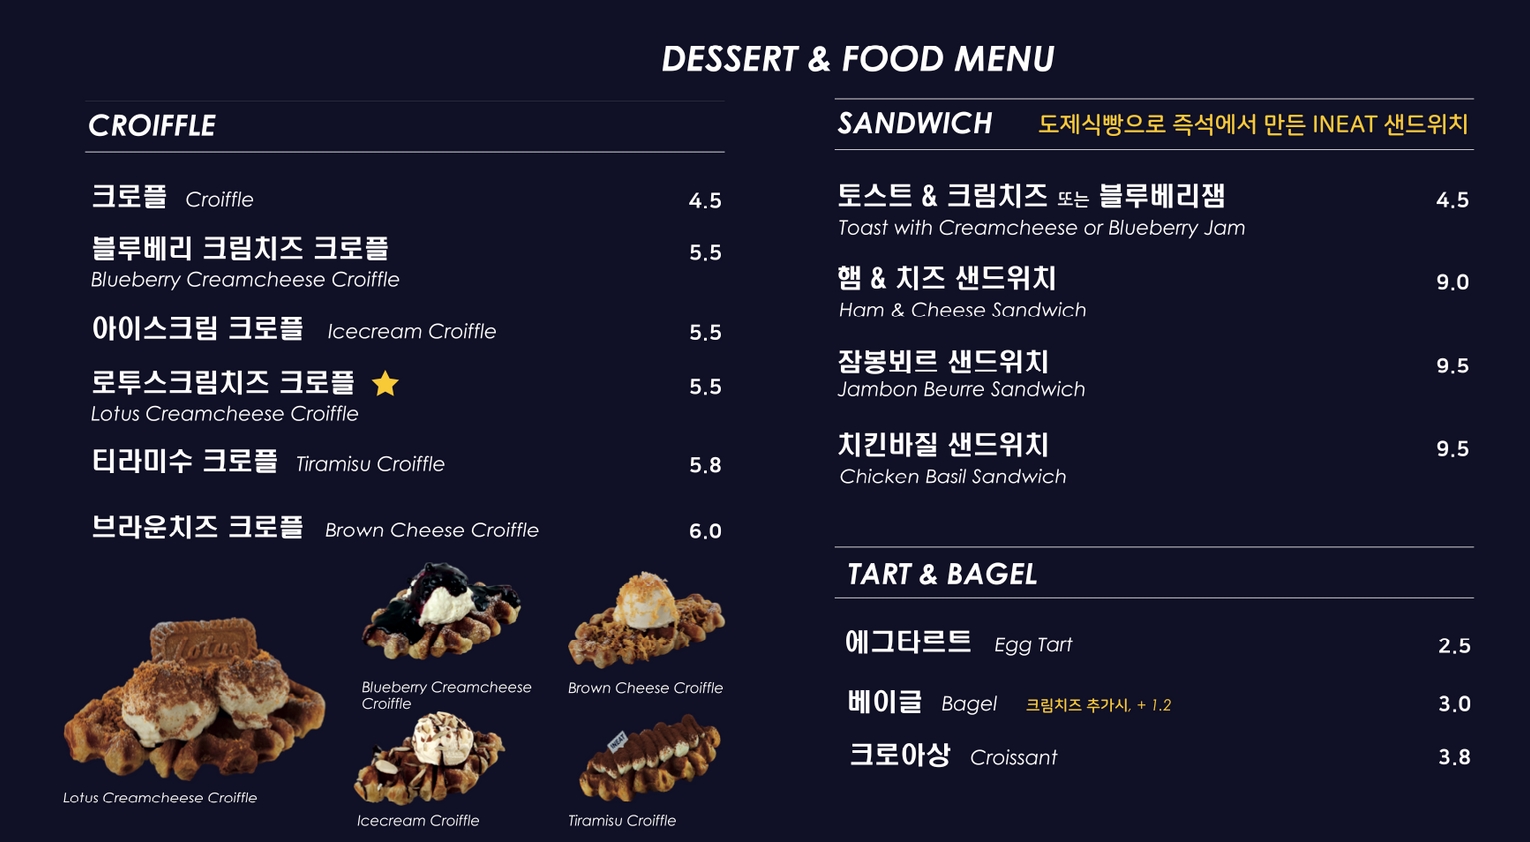 DESSERT & FOOD MENU
CROIFFLE
크로플 Croiffle 4.5
블루베리 크림치즈 크로플 5.5
Blueberry Creamcheese Croiffle
아이스크림 크로플 Icecream Croiffle 5.5
로투스크림치즈 크로플 5.5
Lotus Creamcheese Croiffle
티라미수 크로플 Tiramisu Croiffle 5.8
브라운치즈 크로플 Brown Cheese Croiffle 6.0
Lotus
Lotus Creamcheese Croiffle
Blueberry Creamcheese
Croiffle
Brown Cheese Croiffle
Icecream Croiffle
INEAT
Tiramisu Croiffle
SANDWICH 도제식빵으로 즉석에서 만든 INEAT 샌드위치
토스트 & 크림치즈 또는 블루베리잼 4.5
Toast with Creamcheese or Blueberry Jam
햄 & 치즈 샌드위치 9.0
Ham & Cheese Sandwich
잠봉뵈르 샌드위치 9.5
Jambon Beurre Sandwich
치킨바질 샌드위치 9.5
Chicken Basil Sandwich
TART & BAGEL
에그타르트 Egg Tart 2.5
베이글 Bagel 크림치즈 추가시, + 1.2 3.0
크로아상 Croissant 3.8